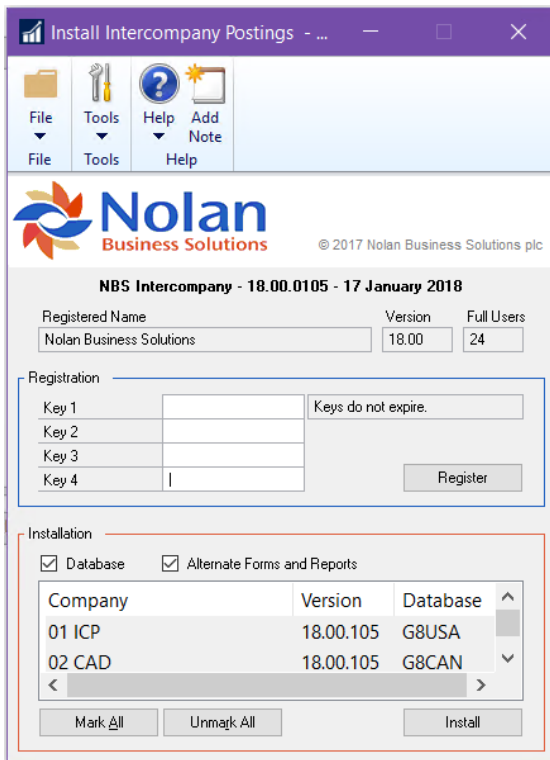 Install Intercompany Postings - ...
File Tools Help Add Note
File Tools Help
Nolan
Business Solutions
© 2017 Nolan Business Solutions plc
NBS Intercompany - 18.00.0105 - 17 January 2018
Registered Name Version Full Users
Nolan Business Solutions 18.00 24
Registration
Key 1 Keys do not expire.
Key 2
Key 3
Key 4 Register
Installation
Database Alternate Forms and Reports
Company Version Database
01 ICP 18.00.105 G8USA
02 CAD 18.00.105 G8CAN
Mark All Unmark All Install